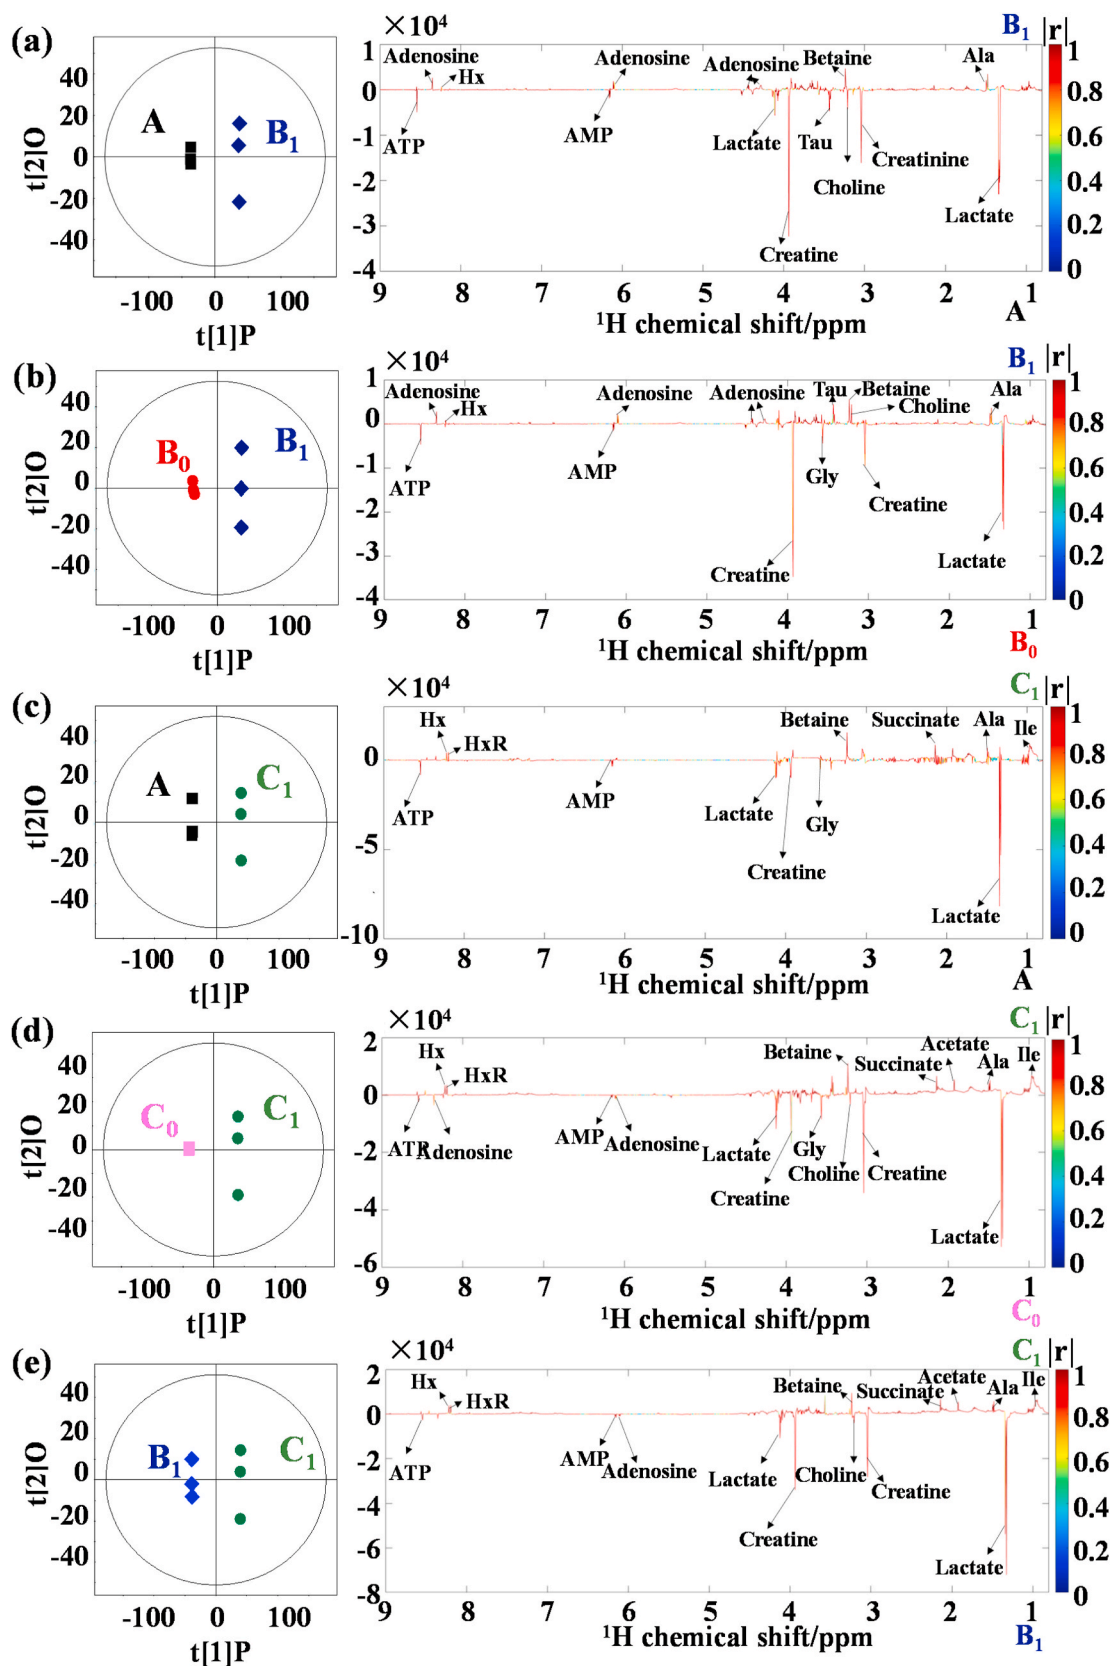 (a)
×10⁴ B₁ |r|
t[2]O
40
20
0
-20
-40
A B₁
-100 0 100
t[1]P
1
0
-1
-2
-3
-4
Adenosine Hx Adenosine Adenosine Betaine Ala
ATP AMP Lactate Tau Choline Creatinine Creatine Lactate
9 8 7 6 5 4 3 2 1
¹H chemical shift/ppm A
1
0.8
0.6
0.4
0.2
0
(b)
×10⁴ B₁ |r|
t[2]O
40
20
0
-20
-40
B₀ B₁
-100 0 100
t[1]P
1
0
-1
-2
-3
-4
Adenosine Hx Adenosine Adenosine Tau Betaine Choline Ala
ATP AMP Gly Creatine Creatine Lactate
9 8 7 6 5 4 3 2 1
¹H chemical shift/ppm B₀
1
0.8
0.6
0.4
0.2
0
(c)
×10⁴ C₁ |r|
t[2]O
40
20
0
-20
-40
A C₁
-100 0 100
t[1]P
0
-5
-10
Hx HxR Betaine Succinate Ala Ile
ATP AMP Lactate Gly Creatine Lactate
9 8 7 6 5 4 3 2 1
¹H chemical shift/ppm A
1
0.8
0.6
0.4
0.2
0
(d)
×10⁴ C₁ |r|
t[2]O
40
20
0
-20
-40
C₀ C₁
-100 0 100
t[1]P
2
0
-2
-4
-6
Hx HxR Betaine Succinate Acetate Ala Ile
ATP Adenosine AMP Adenosine Lactate Gly Choline Creatine Creatine Lactate
9 8 7 6 5 4 3 2 1
¹H chemical shift/ppm C₀
1
0.8
0.6
0.4
0.2
0
(e)
×10⁴ C₁ |r|
t[2]O
40
20
0
-20
-40
B₁ C₁
-100 0 100
t[1]P
2
0
-2
-4
-6
-8
Hx HxR Betaine Succinate Acetate Ala Ile
ATP AMP Adenosine Lactate Choline Creatine Creatine Lactate
9 8 7 6 5 4 3 2 1
¹H chemical shift/ppm B₁
1
0.8
0.6
0.4
0.2
0